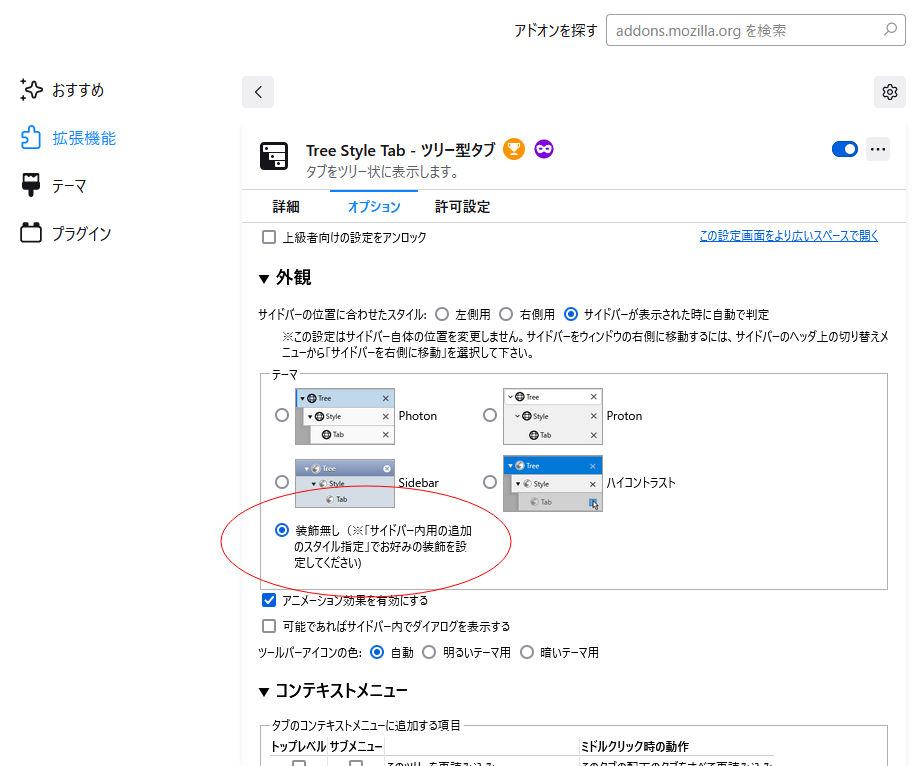 アドオンを探す
addons.mozilla.org を検索
おすすめ
拡張機能
テーマ
プラグイン
Tree Style Tab - ツリー型タブ
タブをツリー状に表示します。
詳細 オプション 許可設定
上級者向けの設定をアンロック
この設定画面をより広いスペースで開く
▼ 外観
サイドバーの位置に合わせたスタイル: 左側用 右側用 サイドバーが表示された時に自動で判定
※この設定はサイドバー自体の位置を変更しません。サイドバーをウィンドウの右側に移動するには、サイドバーのヘッダ上の切り替えメ
ニューから「サイドバーを右側に移動」を選択して下さい。
テーマ
Tree
Style
Tab
Photon
Tree
Style
Tab
Proton
Tree
Style
Tab
Sidebar
Tree
Style
Tab
ハイコントラスト
装飾無し（※「サイドバー内用の追加
のスタイル指定」でお好みの装飾を設
定してください)
アニメーション効果を有効にする
可能であればサイドバー内でダイアログを表示する
ツールバーアイコンの色: 自動 明るいテーマ用 暗いテーマ用
▼ コンテキストメニュー
タブのコンテキストメニューに追加する項目
トップレベル サブメニュー
ミドルクリック時の動作